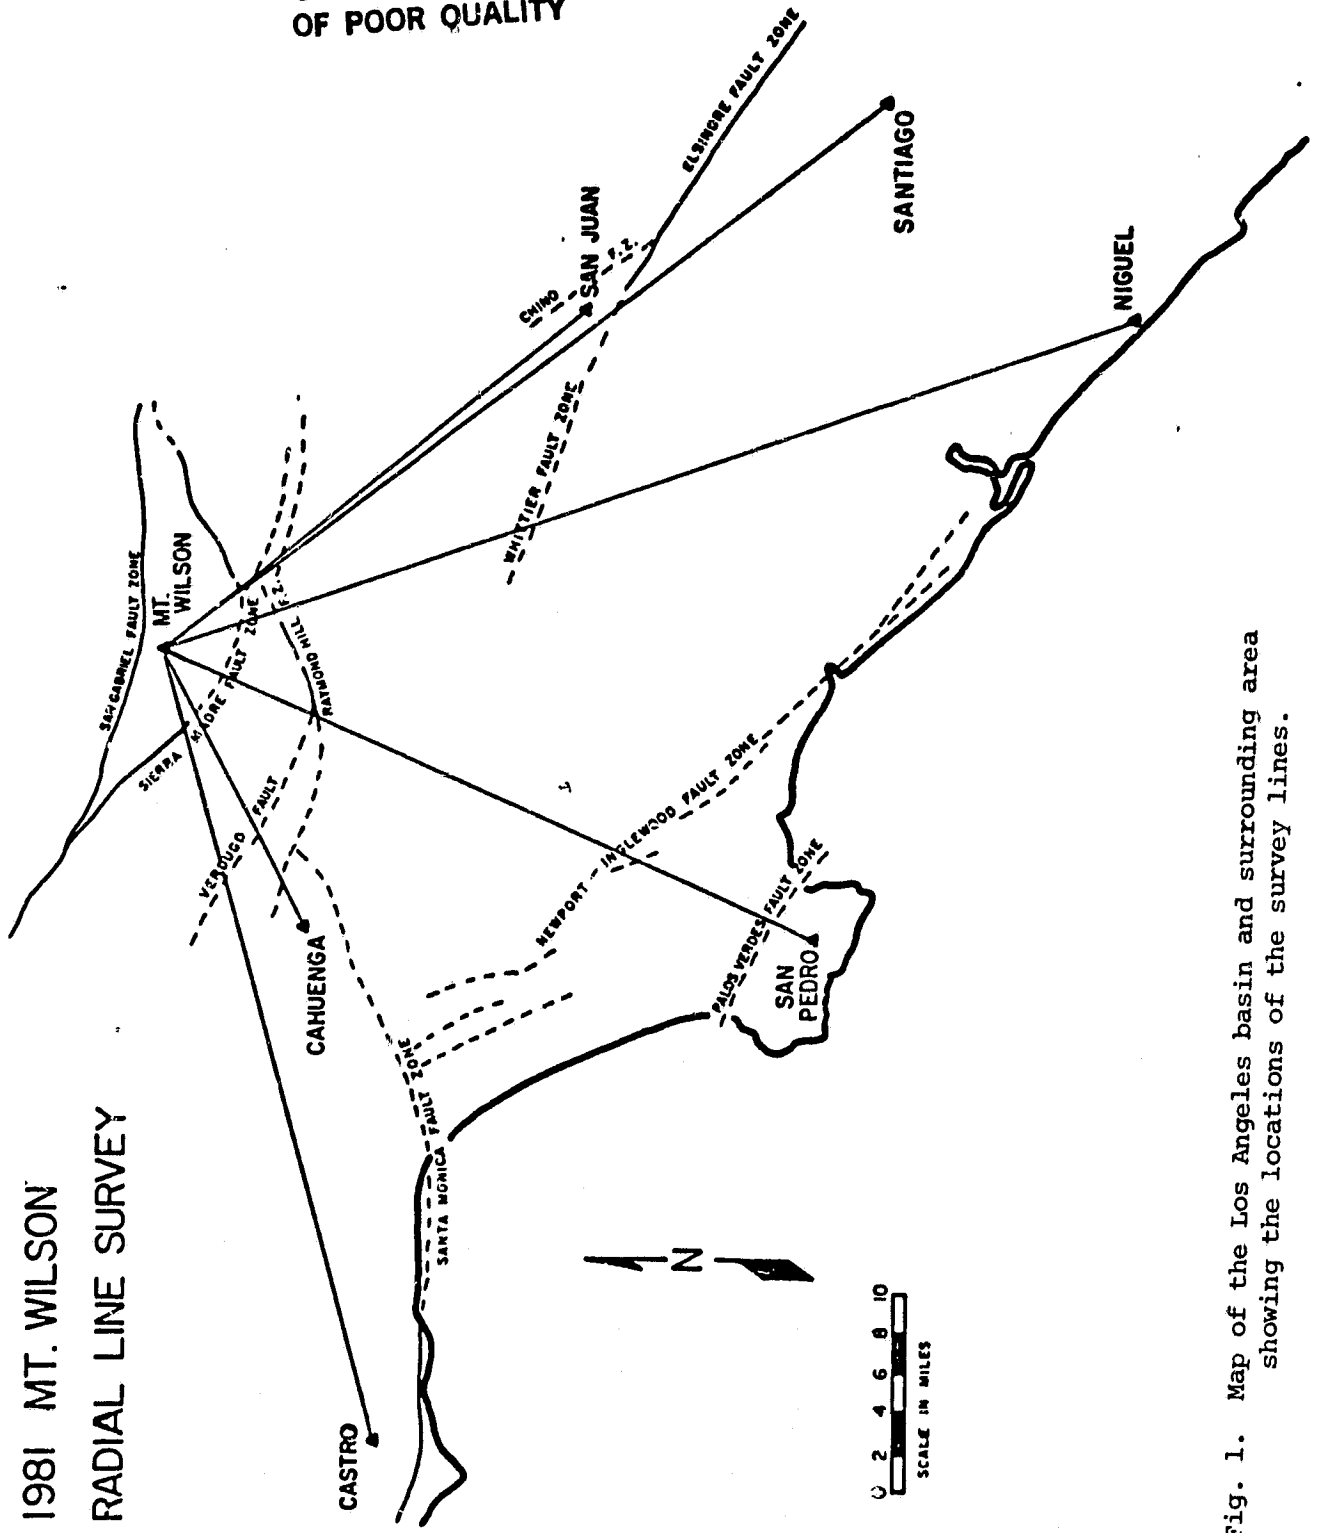 OF POOR QUALITY
1981 MT. WILSON
RADIAL LINE SURVEY
SAN GABRIEL FAULT ZONE
MT.
WILSON
SIERRA MADRE FAULT ZONE
RAYMOND HILL F.Z.
VERDUGO FAULT
CAHUENGA
CASTRO
SANTA MONICA FAULT ZONE
NEWPORT - INGLEWOOD FAULT ZONE
PALOS VERDES FAULT ZONE
SAN
PEDRO
WHITTIER FAULT ZONE
CHINO F.Z.
SAN JUAN
ELSINORE FAULT ZONE
SANTIAGO
NIGUEL
N
0 2 4 6 8 10
SCALE IN MILES
Fig. 1. Map of the Los Angeles basin and surrounding area
showing the locations of the survey lines.